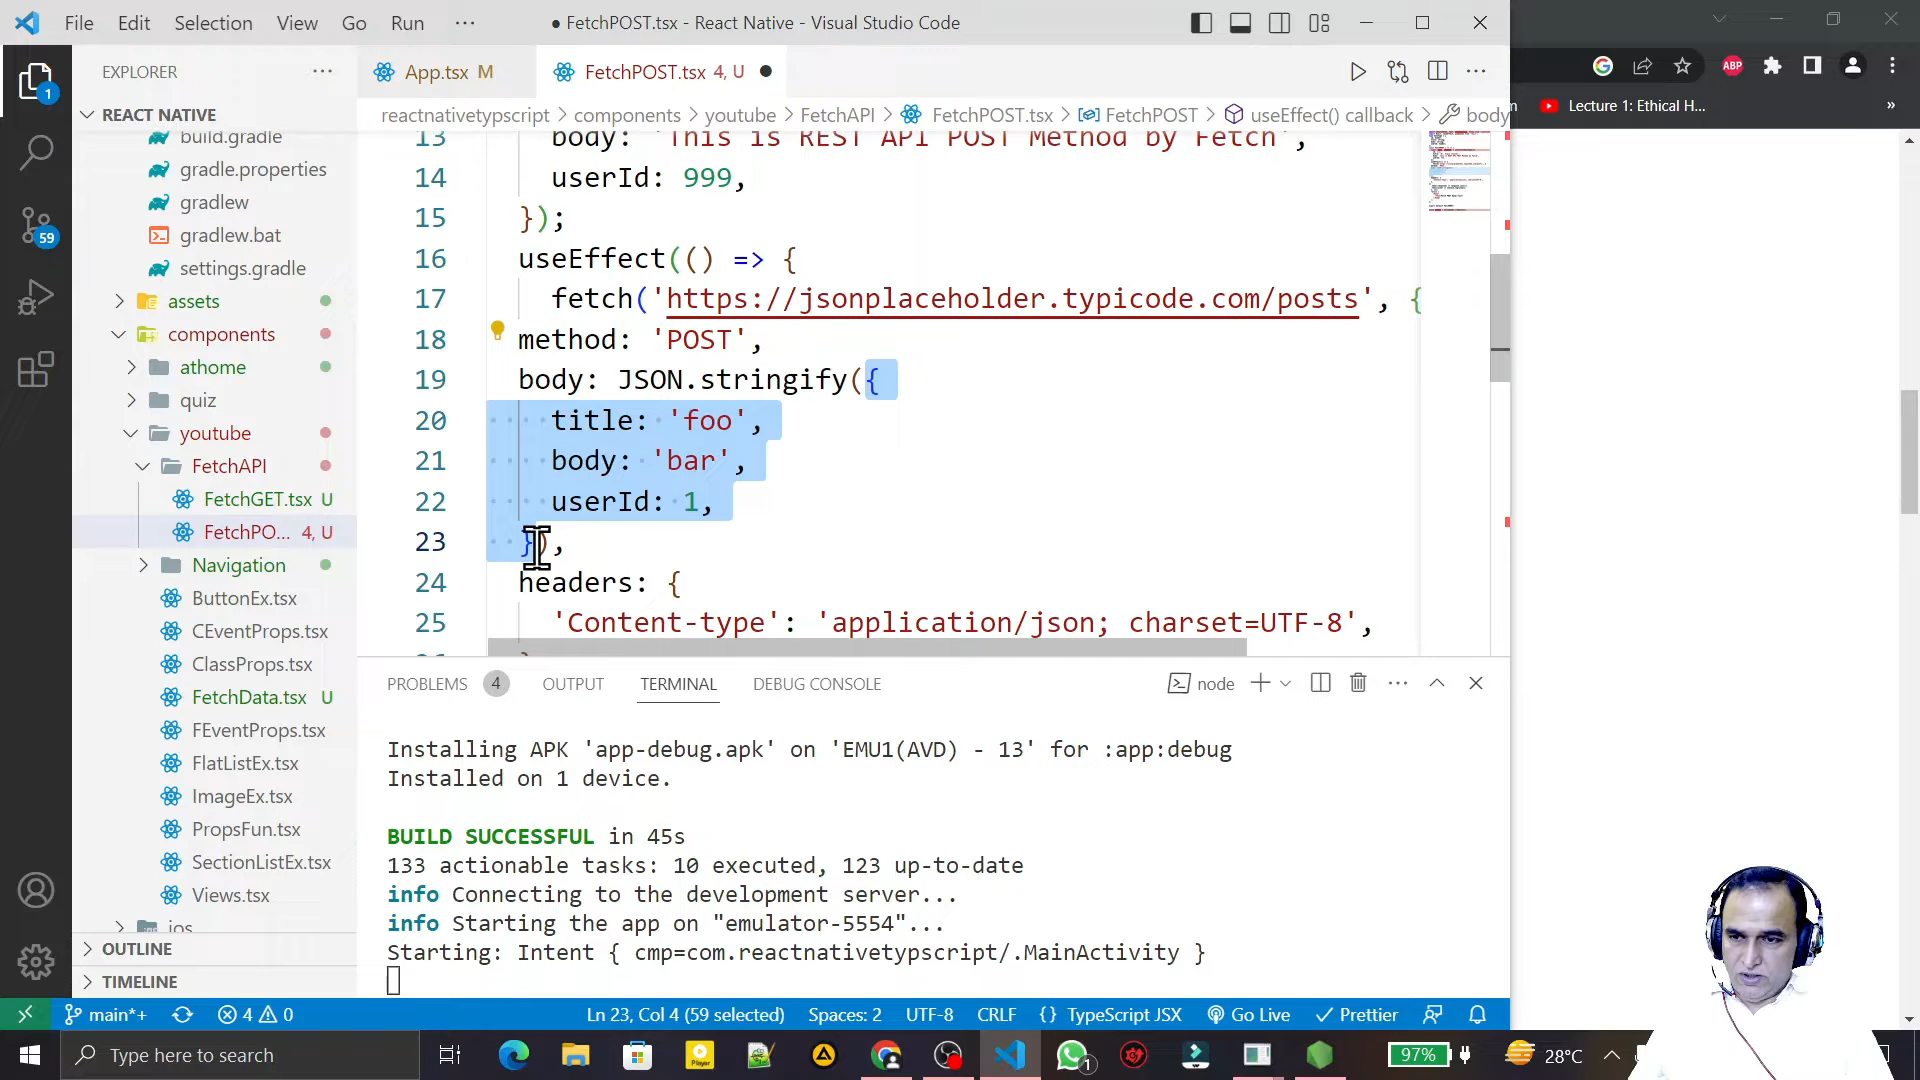 File Edit Selection View Go Run ··· ● FetchPOST.tsx - React Native - Visual Studio Code
EXPLORER ···
App.tsx M
FetchPOST.tsx 4, U ●
ABP
Lecture 1: Ethical H... »
REACT NATIVE
reactnativetypscript > components > youtube > FetchAPI > FetchPOST.tsx > FetchPOST > useEffect() callback > body
build.gradle
gradle.properties
gradlew
gradlew.bat
settings.gradle
assets
components
athome
quiz
youtube
FetchAPI
FetchGET.tsx U
FetchPO... 4, U
Navigation
ButtonEx.tsx
CEventProps.tsx
ClassProps.tsx
FetchData.tsx U
FEventProps.tsx
FlatListEx.tsx
ImageEx.tsx
PropsFun.tsx
SectionListEx.tsx
Views.tsx
ios
OUTLINE
TIMELINE
1
59
13 body: 'This is REST API POST Method by Fetch',
14 userId: 999,
15 });
16 useEffect(() => {
17 fetch('https://jsonplaceholder.typicode.com/posts', {
18 method: 'POST',
19 body: JSON.stringify({
20 title: 'foo',
21 body: 'bar',
22 userId: 1,
23 }),
24 headers: {
25 'Content-type': 'application/json; charset=UTF-8',
PROBLEMS 4 OUTPUT TERMINAL DEBUG CONSOLE node
Installing APK 'app-debug.apk' on 'EMU1(AVD) - 13' for :app:debug
Installed on 1 device.
BUILD SUCCESSFUL in 45s
133 actionable tasks: 10 executed, 123 up-to-date
info Connecting to the development server...
info Starting the app on "emulator-5554"...
Starting: Intent { cmp=com.reactnativetypscript/.MainActivity }
main*+ 4 0 Ln 23, Col 4 (59 selected) Spaces: 2 UTF-8 CRLF {} TypeScript JSX Go Live Prettier
Type here to search
Player
1
97%
28°C